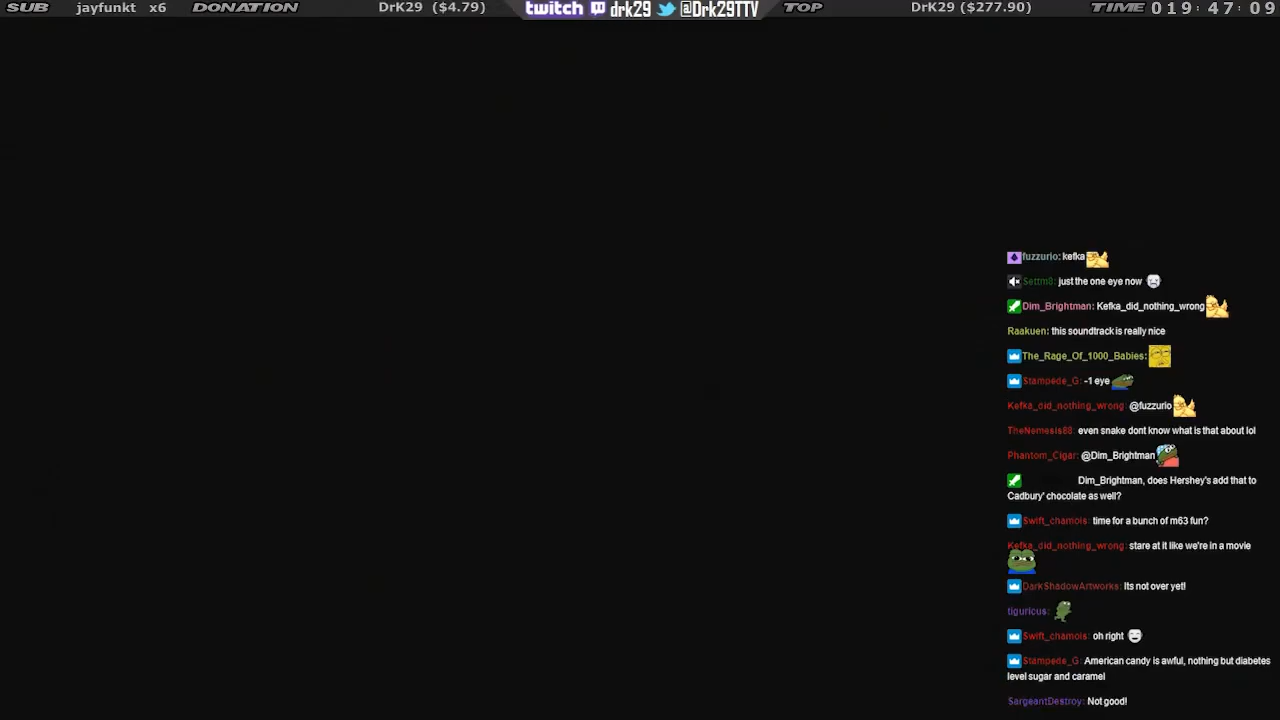 SUB jayfunkt x6 DONATION DrK29 ($4.79) twitch drk29 @Drk29TTV TOP DrK29 ($277.90) TIME 019:47:09
fuzzurio: kefka
Settm8: just the one eye now
Dim_Brightman: Kefka_did_nothing_wrong
Raakuen: this soundtrack is really nice
The_Rage_Of_1000_Babies:
Stampede_G: -1 eye
Kefka_did_nothing_wrong: @fuzzurio
TheNemesis88: even snake dont know what is that about lol
Phantom_Cigar: @Dim_Brightman
Dim_Brightman, does Hershey's add that to
Cadbury' chocolate as well?
Swift_chamois: time for a bunch of m63 fun?
Kefka_did_nothing_wrong: stare at it like we're in a movie
DarkShadowArtworks: Its not over yet!
tiguricus:
Swift_chamois: oh right
Stampede_G: American candy is awful, nothing but diabetes
level sugar and caramel
SargeantDestroy: Not good!